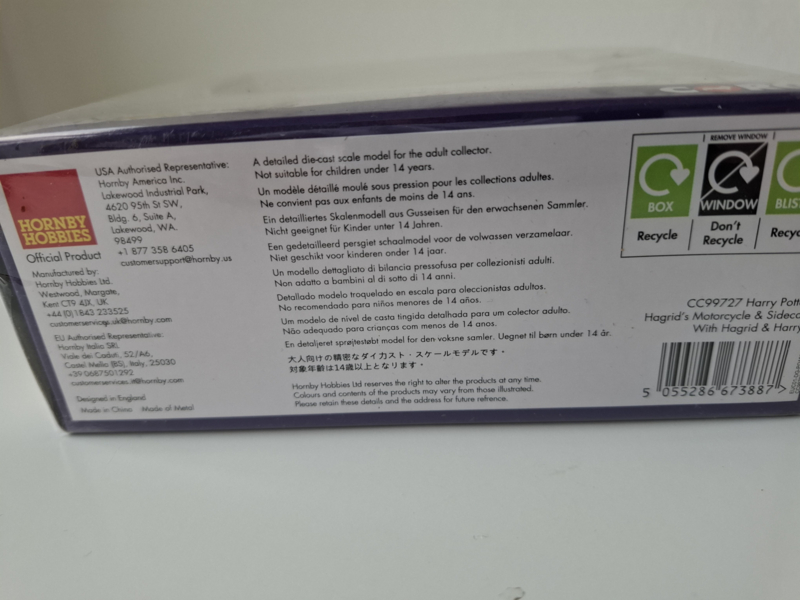 HORNBY
HOBBIES
Official Product
Manufactured by:
Hornby Hobbies Ltd.
Westwood, Margate,
Kent CT9 4JX, UK
+44 (0)1843 233525
customerservices.uk@hornby.com
EU Authorised Representative:
Hornby Italia SRL
Viale dei Caduti, 52/A6,
Castel Mella (BS), Italy, 25030
+39 0687501292
customerservices.it@hornby.com
Designed in England
Made in China Made of Metal
USA Authorised Representative:
Hornby America Inc.
Lakewood Industrial Park,
4620 95th St SW,
Bldg. 6, Suite A,
Lakewood, WA.
98499
+1 877 358 6405
customersupport@hornby.us
A detailed die-cast scale model for the adult collector.
Not suitable for children under 14 years.
Un modèle détaillé moulé sous pression pour les collections adultes.
Ne convient pas aux enfants de moins de 14 ans.
Ein detailliertes Skalenmodell aus Gusseisen für den erwachsenen Sammler.
Nicht geeignet für Kinder unter 14 Jahren.
Een gedetailleerd persgiet schaalmodel voor de volwassen verzamelaar.
Niet geschikt voor kinderen onder 14 jaar.
Un modello dettagliato di bilancia pressofusa per collezionisti adulti.
Non adatto a bambini al di sotto di 14 anni.
Detallado modelo troquelado en escala para oleccionistas adultos.
No recomendado para niños menores de 14 años.
Um modelo de nível de casta tingida detalhada para um colector adulto.
Não adequado para crianças com menos de 14 anos.
En detaljeret sprøjtestøbt model for den voksne samler. Uegnet til børn under 14 år.
大人向けの精密なダイカスト・スケールモデルです・
対象年齢は14歳以上となります・
Hornby Hobbies Ltd reserves the right to alter the products at any time.
Colours and contents of the products may vary from those illustrated.
Please retain these details and the address for future refrence.
REMOVE WINDOW
BOX
WINDOW
BLIS
Recycle
Don't
Recycle
Recyc
CC99727 Harry Pott
Hagrid's Motorcycle & Sidec
With Hagrid & Harry
5 055286 673887 >